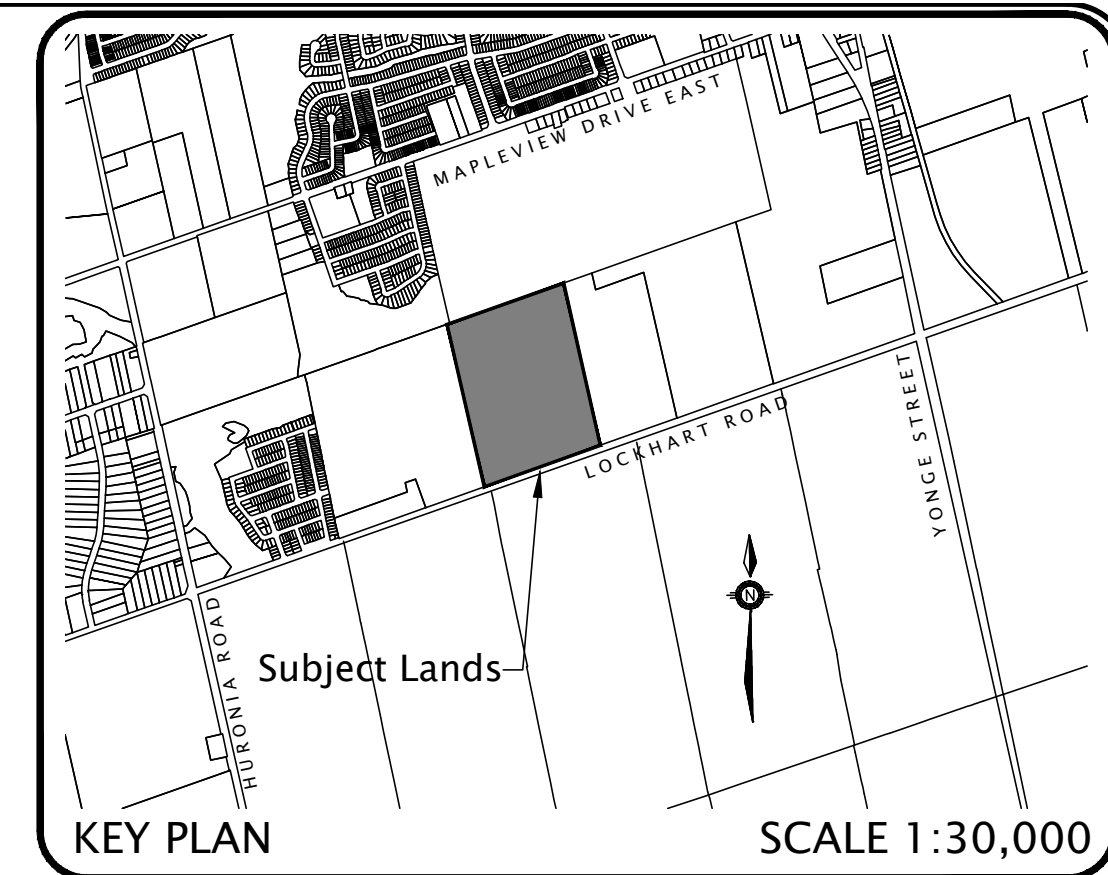 MAPLEVIEW DRIVE EAST
LOCKHART ROAD
YONGE STREET
N
HURONIA ROAD
Subject Lands
KEY PLAN
SCALE 1:30,000